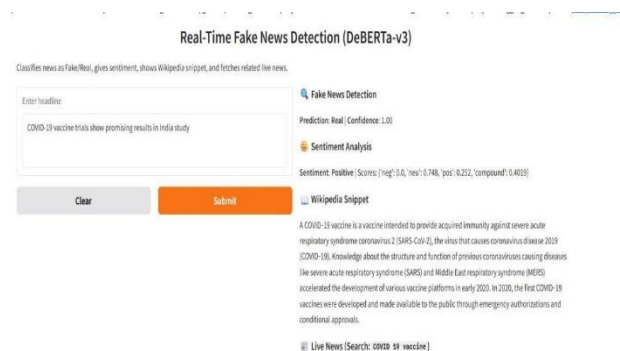 Real-Time Fake News Detection (DeBERTa-v3)
Classifies news as Fake/Real, gives sentiment, shows Wikipedia snippet, and fetches related live news.
Enter headline
COVID-19 vaccine trials show promising results in India study
Clear
Submit
Fake News Detection
Prediction: Real | Confidence: 1.00
Sentiment Analysis
Sentiment: Positive | Scores: {'neg': 0.0, 'neu': 0.748, 'pos': 0.252, 'compound': 0.4019}
Wikipedia Snippet
A COVID-19 vaccine is a vaccine intended to provide acquired immunity against severe acute
respiratory syndrome coronavirus 2 (SARS-CoV-2), the virus that causes coronavirus disease 2019
(COVID-19). Knowledge about the structure and function of previous coronaviruses causing diseases
like severe acute respiratory syndrome (SARS) and Middle East respiratory syndrome (MERS)
accelerated the development of various vaccine platforms in early 2020. In 2020, the first COVID-19
vaccines were developed and made available to the public through emergency authorizations and
conditional approvals.
Live News (Search: COVID 19 vaccine)